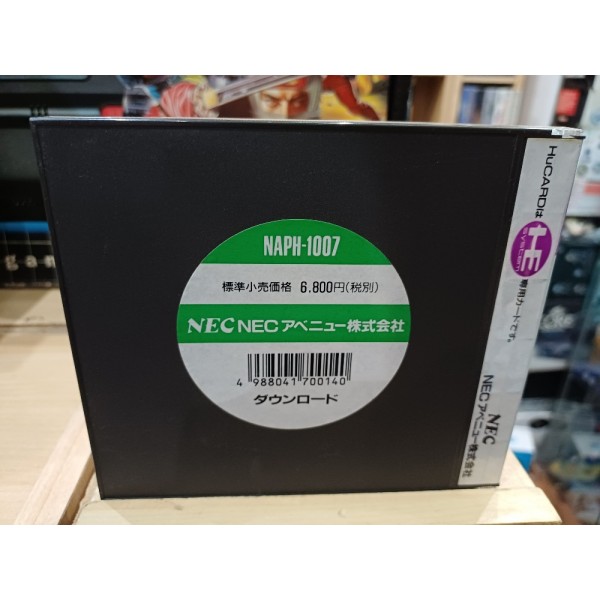 NAPH-1007
標準小売価格 6,800円(税別)
NEC NECアベニュー株式会社
4 988041 700140
ダウンロード
HuCARDは
HE
system
専用カードです。
NEC
NECアベニュー株式会社
gam